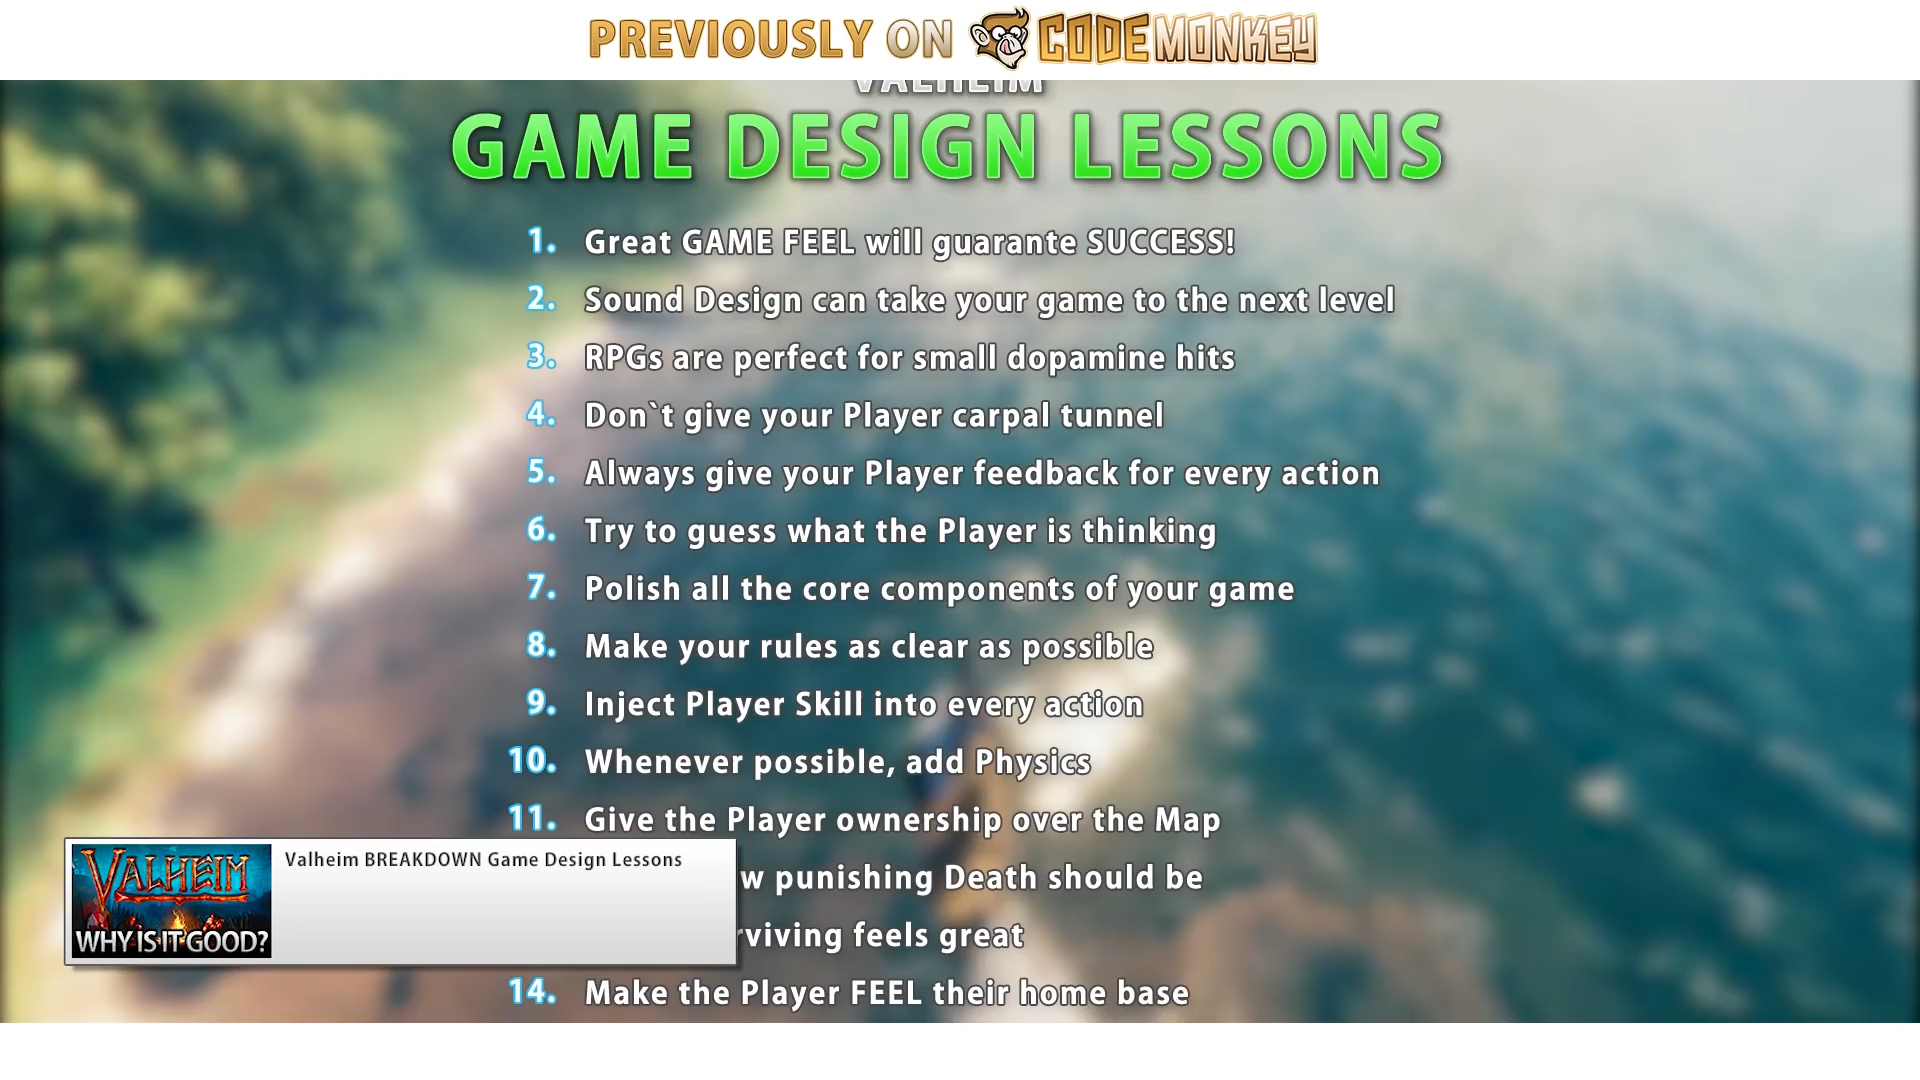 PREVIOUSLY ON CODEMONKEY
VALHEIM
GAME DESIGN LESSONS
1. Great GAME FEEL will guarante SUCCESS!
2. Sound Design can take your game to the next level
3. RPGs are perfect for small dopamine hits
4. Don`t give your Player carpal tunnel
5. Always give your Player feedback for every action
6. Try to guess what the Player is thinking
7. Polish all the core components of your game
8. Make your rules as clear as possible
9. Inject Player Skill into every action
10. Whenever possible, add Physics
11. Give the Player ownership over the Map
punishing Death should be
feels great
14. Make the Player FEEL their home base
VALHEIM
WHY IS IT GOOD?
Valheim BREAKDOWN Game Design Lessons